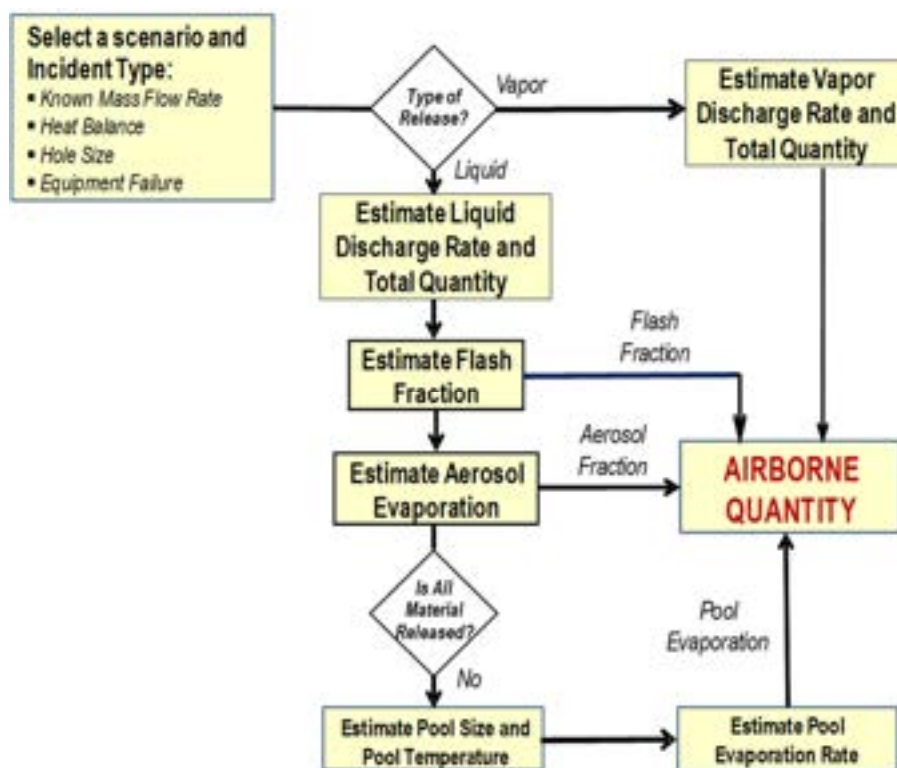 Select a scenario and
Incident Type:
▪ Known Mass Flow Rate
▪ Heat Balance
▪ Hole Size
▪ Equipment Failure
Type of
Release?
Vapor
Estimate Vapor
Discharge Rate and
Total Quantity
Liquid
Estimate Liquid
Discharge Rate and
Total Quantity
Flash
Fraction
Estimate Flash
Fraction
Aerosol
Fraction
Estimate Aerosol
Evaporation
AIRBORNE
QUANTITY
Is All
Material
Released?
Pool
Evaporation
No
Estimate Pool Size and
Pool Temperature
Estimate Pool
Evaporation Rate